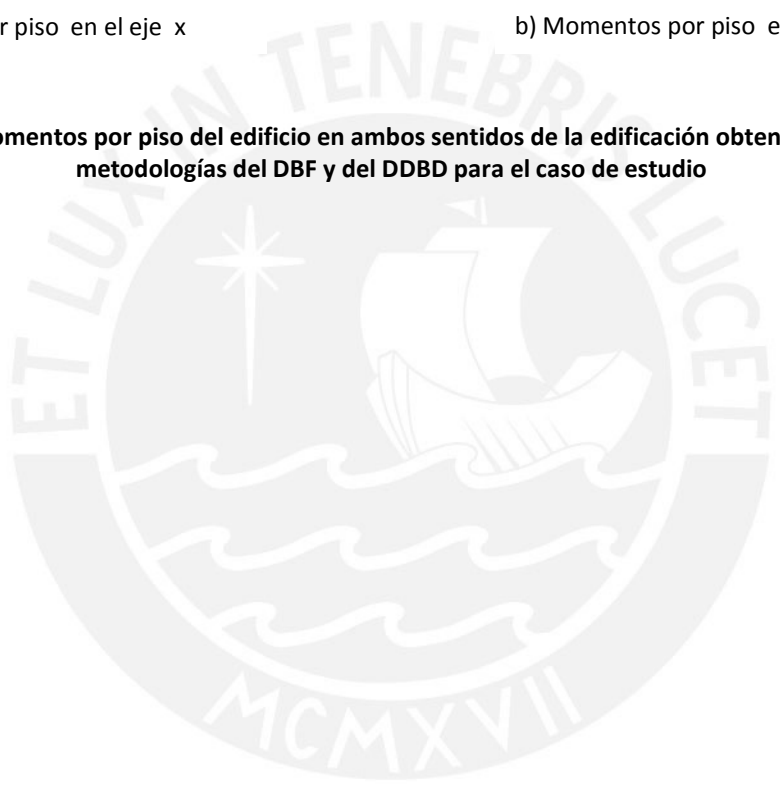 r piso en el eje x
b) Momentos por piso e
omentos por piso del edificio en ambos sentidos de la edificación obten
metodologías del DBF y del DDBD para el caso de estudio
ET LUX IN TENEBRIS LUCET
MCMXVII